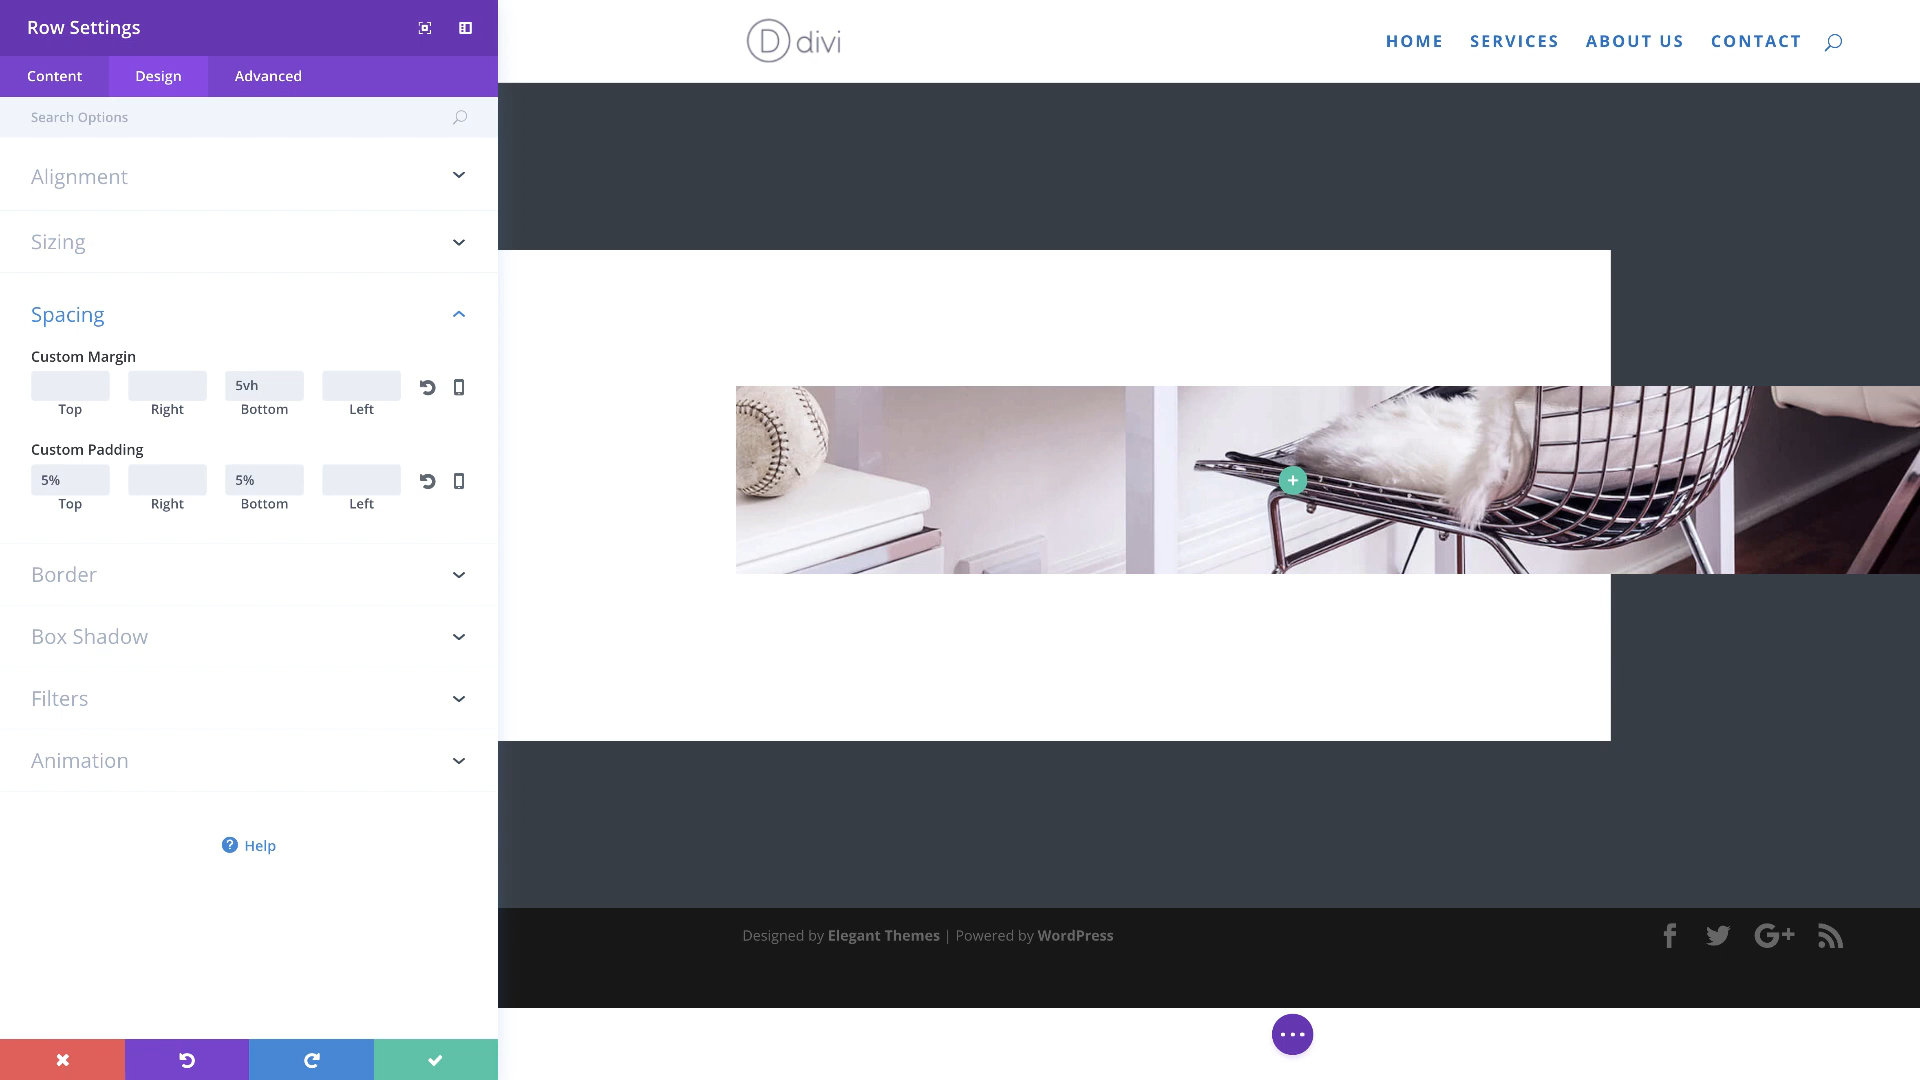 Row Settings
Content Design Advanced
Search Options
Alignment
Sizing
Spacing
Custom Margin
5vh
Top Right Bottom Left
Custom Padding
5% 5%
Top Right Bottom Left
Border
Box Shadow
Filters
Animation
? Help
D divi
HOME SERVICES ABOUT US CONTACT
Designed by Elegant Themes | Powered by WordPress
G+